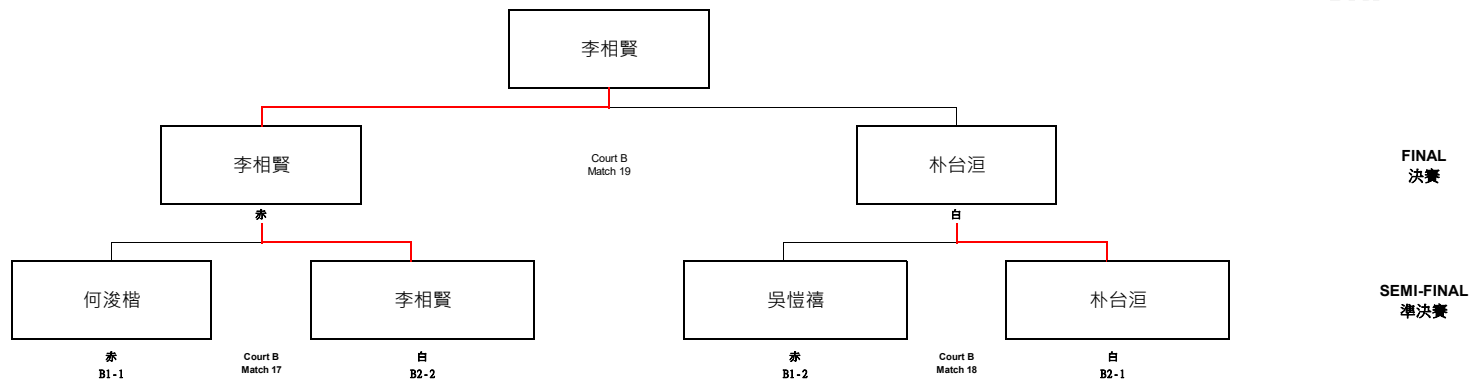 李相賢
李相賢
Court B
Match 19
朴台洹
FINAL
決賽
赤
白
何浚楷
李相賢
吳愷禧
朴台洹
SEMI-FINAL
準決賽
赤
B1-1
Court B
Match 17
白
B2-2
赤
B1-2
Court B
Match 18
白
B2-1